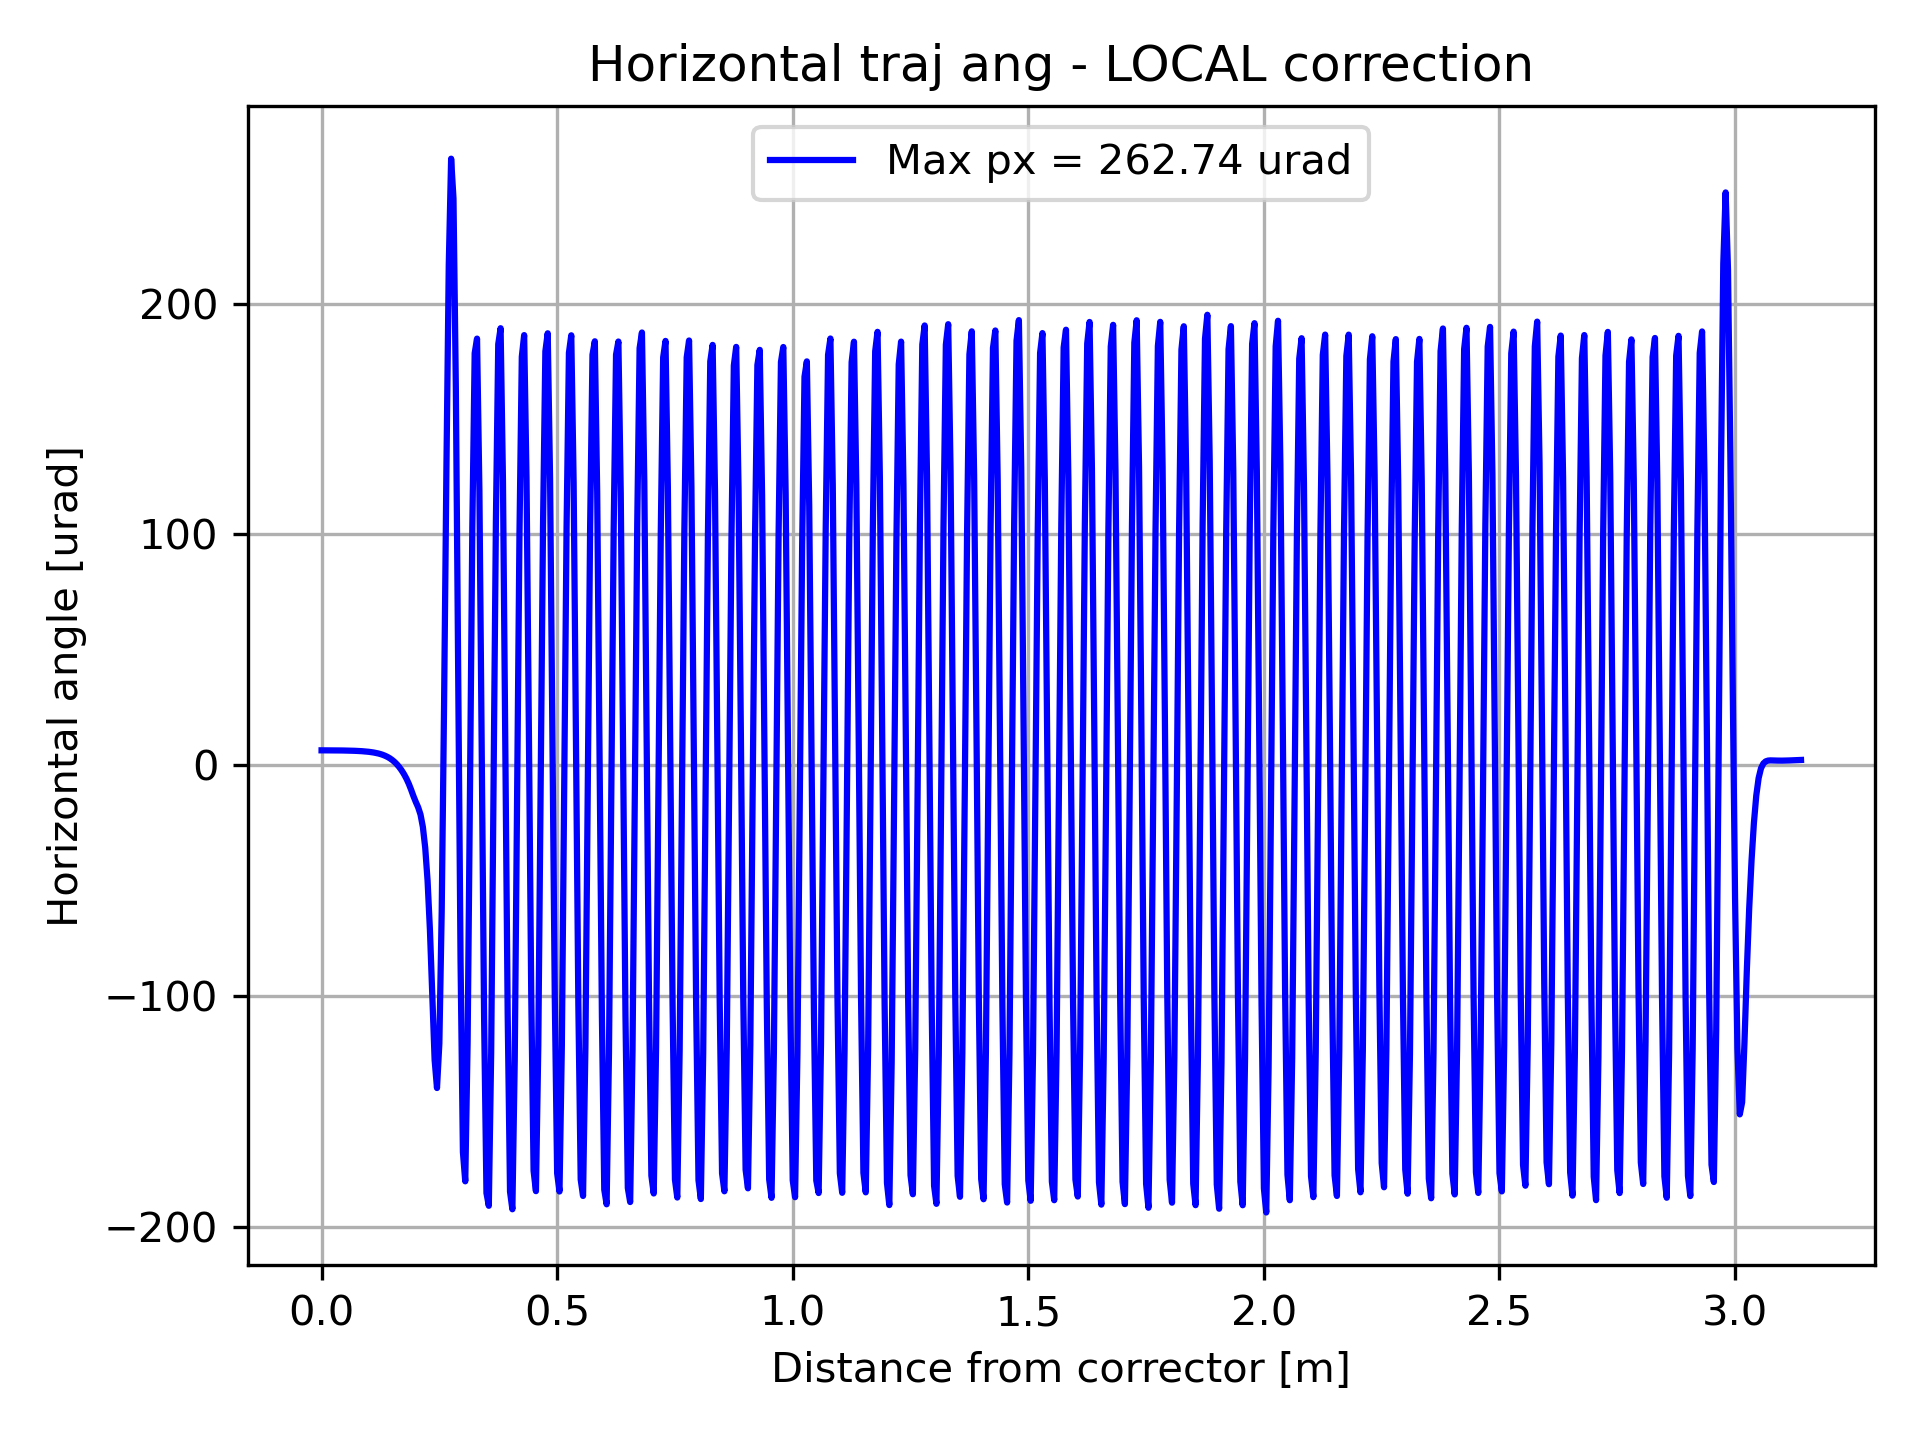 Horizontal traj ang - LOCAL correction
Max px = 262.74 urad
Horizontal angle [urad]
200
100
0
−100
−200
0.0 0.5 1.0 1.5 2.0 2.5 3.0
Distance from corrector [m]